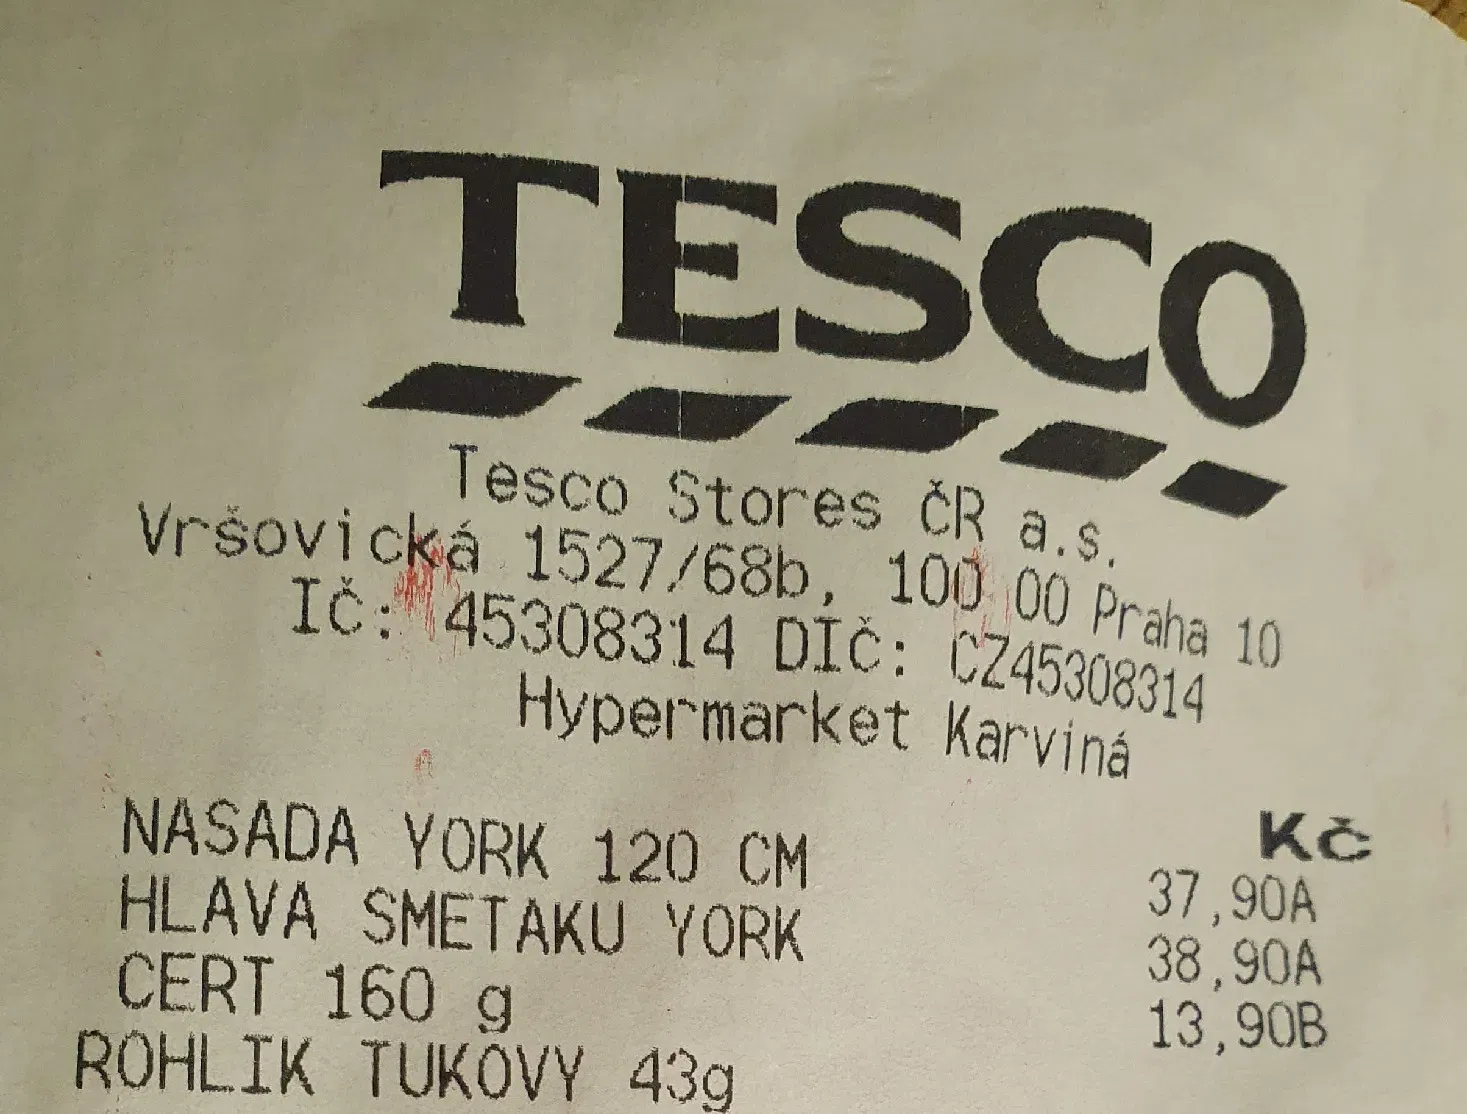 TESCO
Tesco Stores ČR a.s.
Vršovická 1527/68b, 100 00 Praha 10
IČ: 45308314 DIČ: CZ45308314
Hypermarket Karviná
Kč
NASADA YORK 120 CM 37,90A
HLAVA SMETAKU YORK 38,90A
CERT 160 g 13,90B
ROHLIK TUKOVY 43g